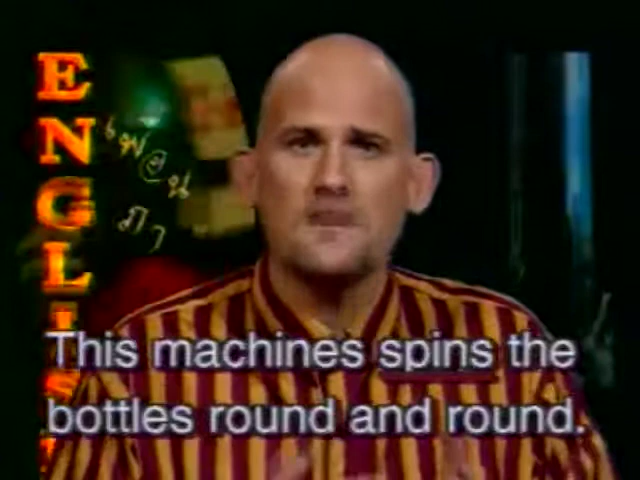 ENGLISH
This machines spins the
bottles round and round.